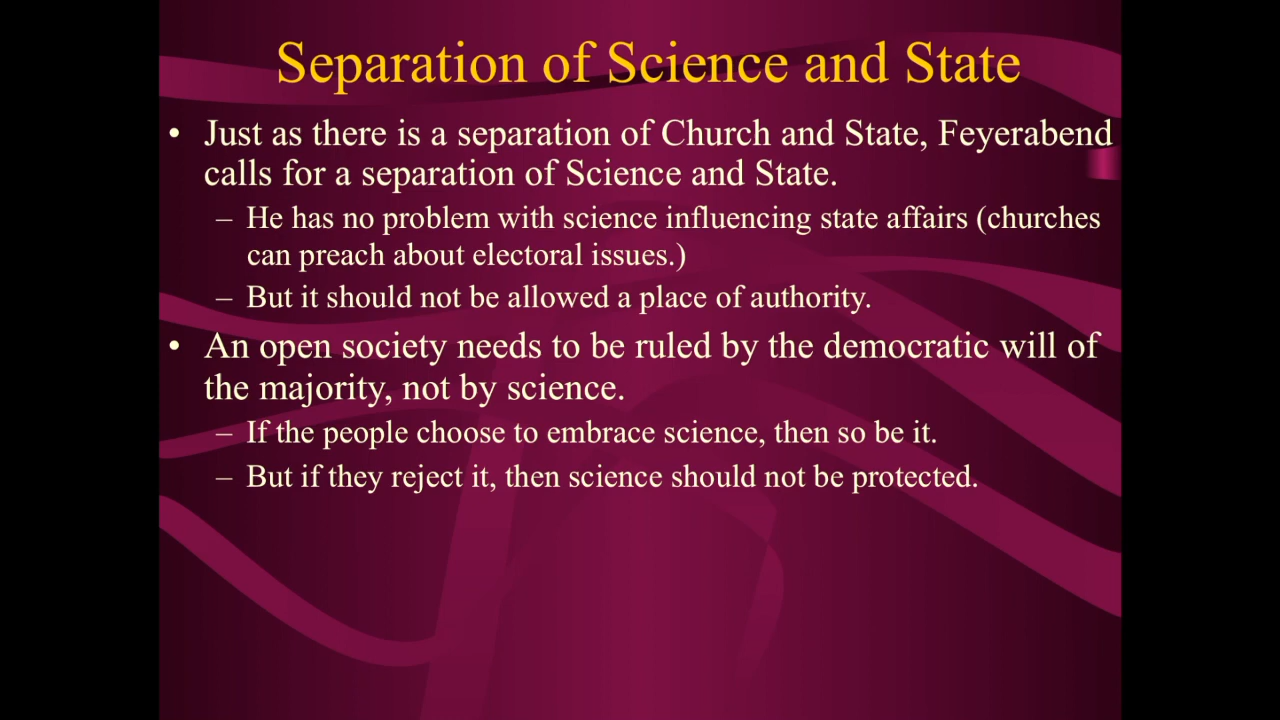 Separation of Science and State
• Just as there is a separation of Church and State, Feyerabend
calls for a separation of Science and State.
– He has no problem with science influencing state affairs (churches
can preach about electoral issues.)
– But it should not be allowed a place of authority.
• An open society needs to be ruled by the democratic will of
the majority, not by science.
– If the people choose to embrace science, then so be it.
– But if they reject it, then science should not be protected.